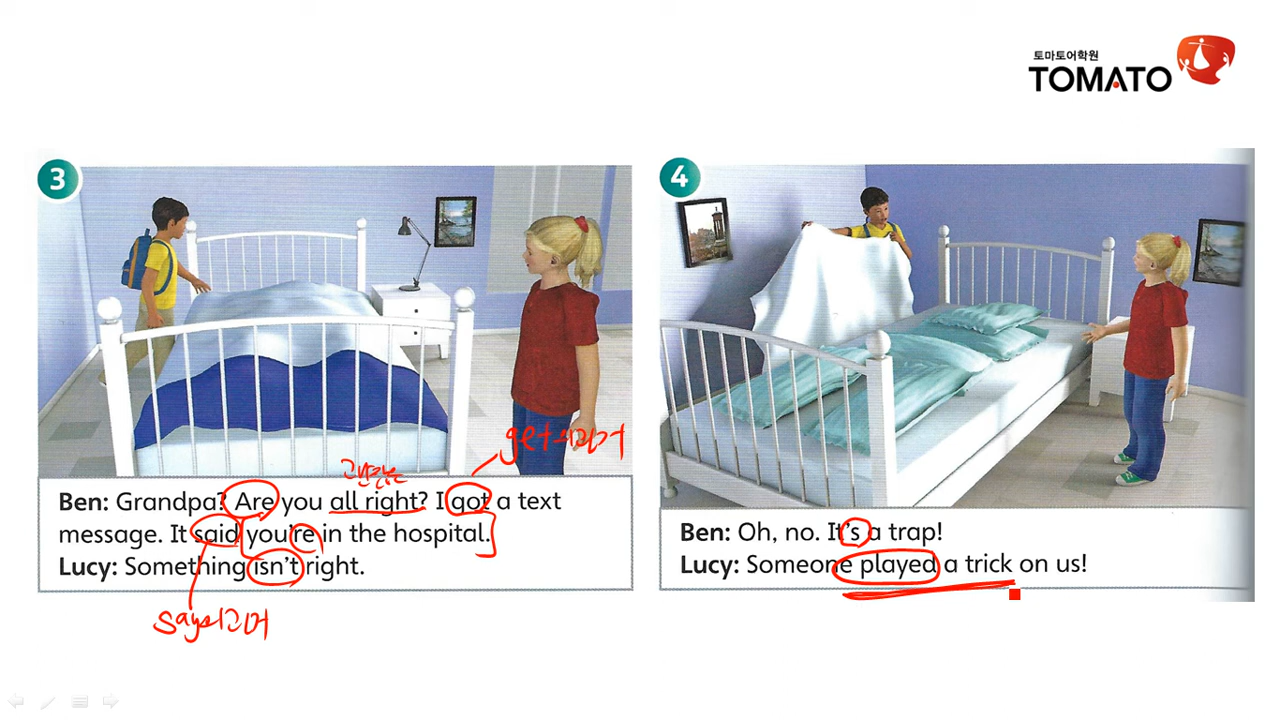 토마토어학원
TOMATO
3
4
get의과거
괜찮은
Ben: Grandpa? Are you all right? I got a text
message. It said you're in the hospital.
Lucy: Something isn't right.
say의과거
Ben: Oh, no. It's a trap!
Lucy: Someone played a trick on us!